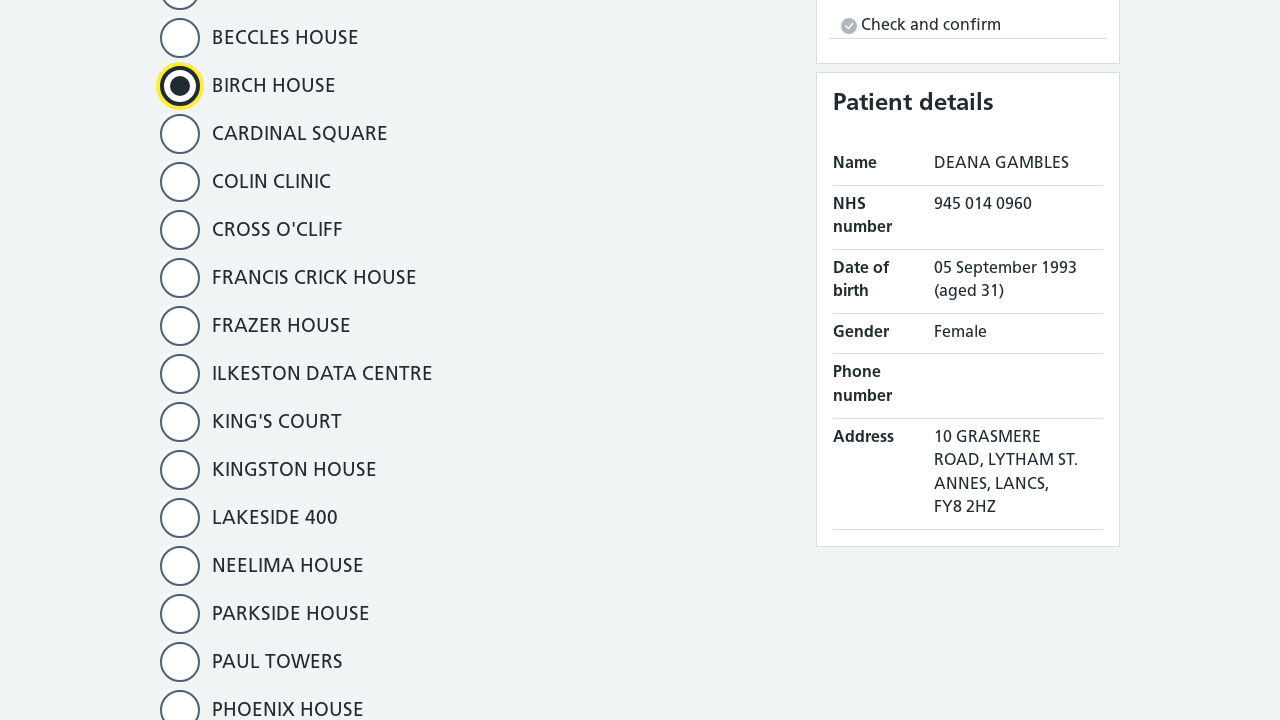 BECCLES HOUSE
BIRCH HOUSE
CARDINAL SQUARE
COLIN CLINIC
CROSS O'CLIFF
FRANCIS CRICK HOUSE
FRAZER HOUSE
ILKESTON DATA CENTRE
KING'S COURT
KINGSTON HOUSE
LAKESIDE 400
NEELIMA HOUSE
PARKSIDE HOUSE
PAUL TOWERS
PHOENIX HOUSE
Check and confirm
Patient details
Name DEANA GAMBLES
NHS number 945 014 0960
Date of birth 05 September 1993
(aged 31)
Gender Female
Phone number
Address 10 GRASMERE
ROAD, LYTHAM ST.
ANNES, LANCS,
FY8 2HZ